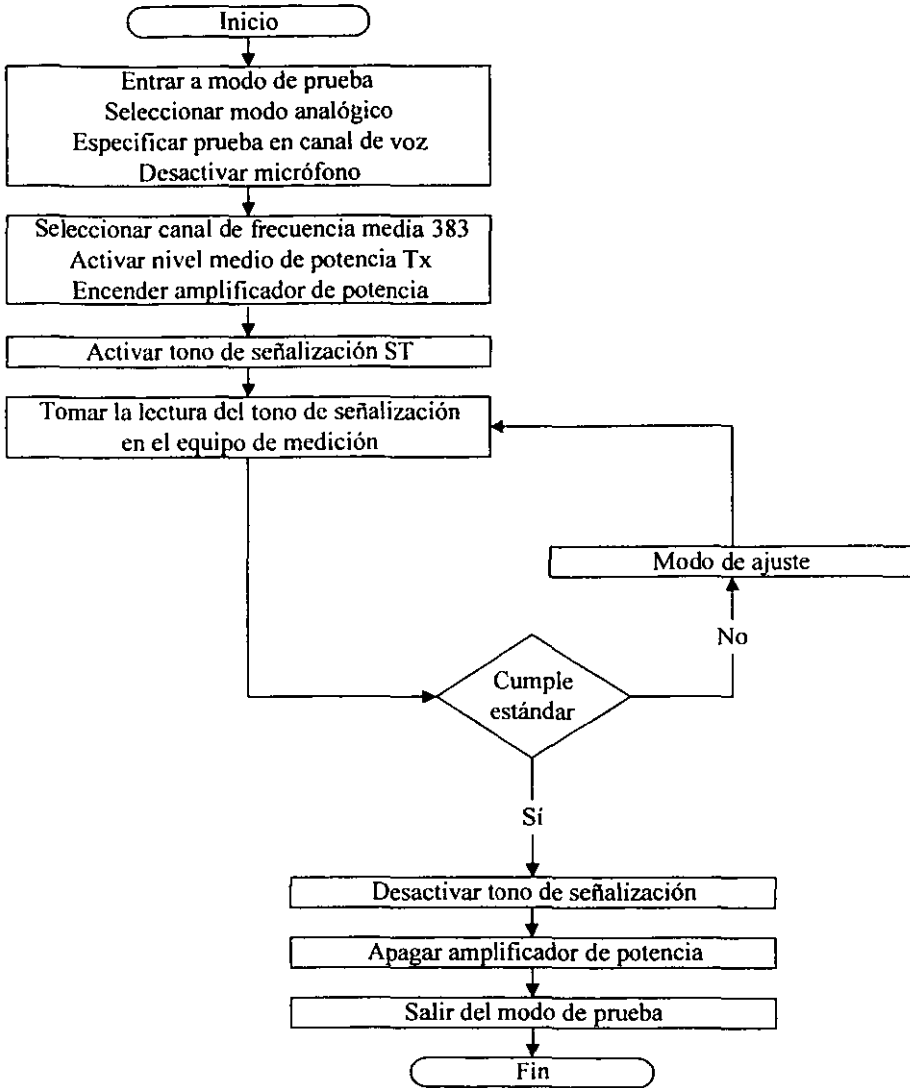 Inicio
Entrar a modo de prueba
Seleccionar modo analógico
Especificar prueba en canal de voz
Desactivar micrófono
Seleccionar canal de frecuencia media 383
Activar nivel medio de potencia Tx
Encender amplificador de potencia
Activar tono de señalización ST
Tomar la lectura del tono de señalización
en el equipo de medición
Modo de ajuste
No
Cumple
estándar
Sí
Desactivar tono de señalización
Apagar amplificador de potencia
Salir del modo de prueba
Fin